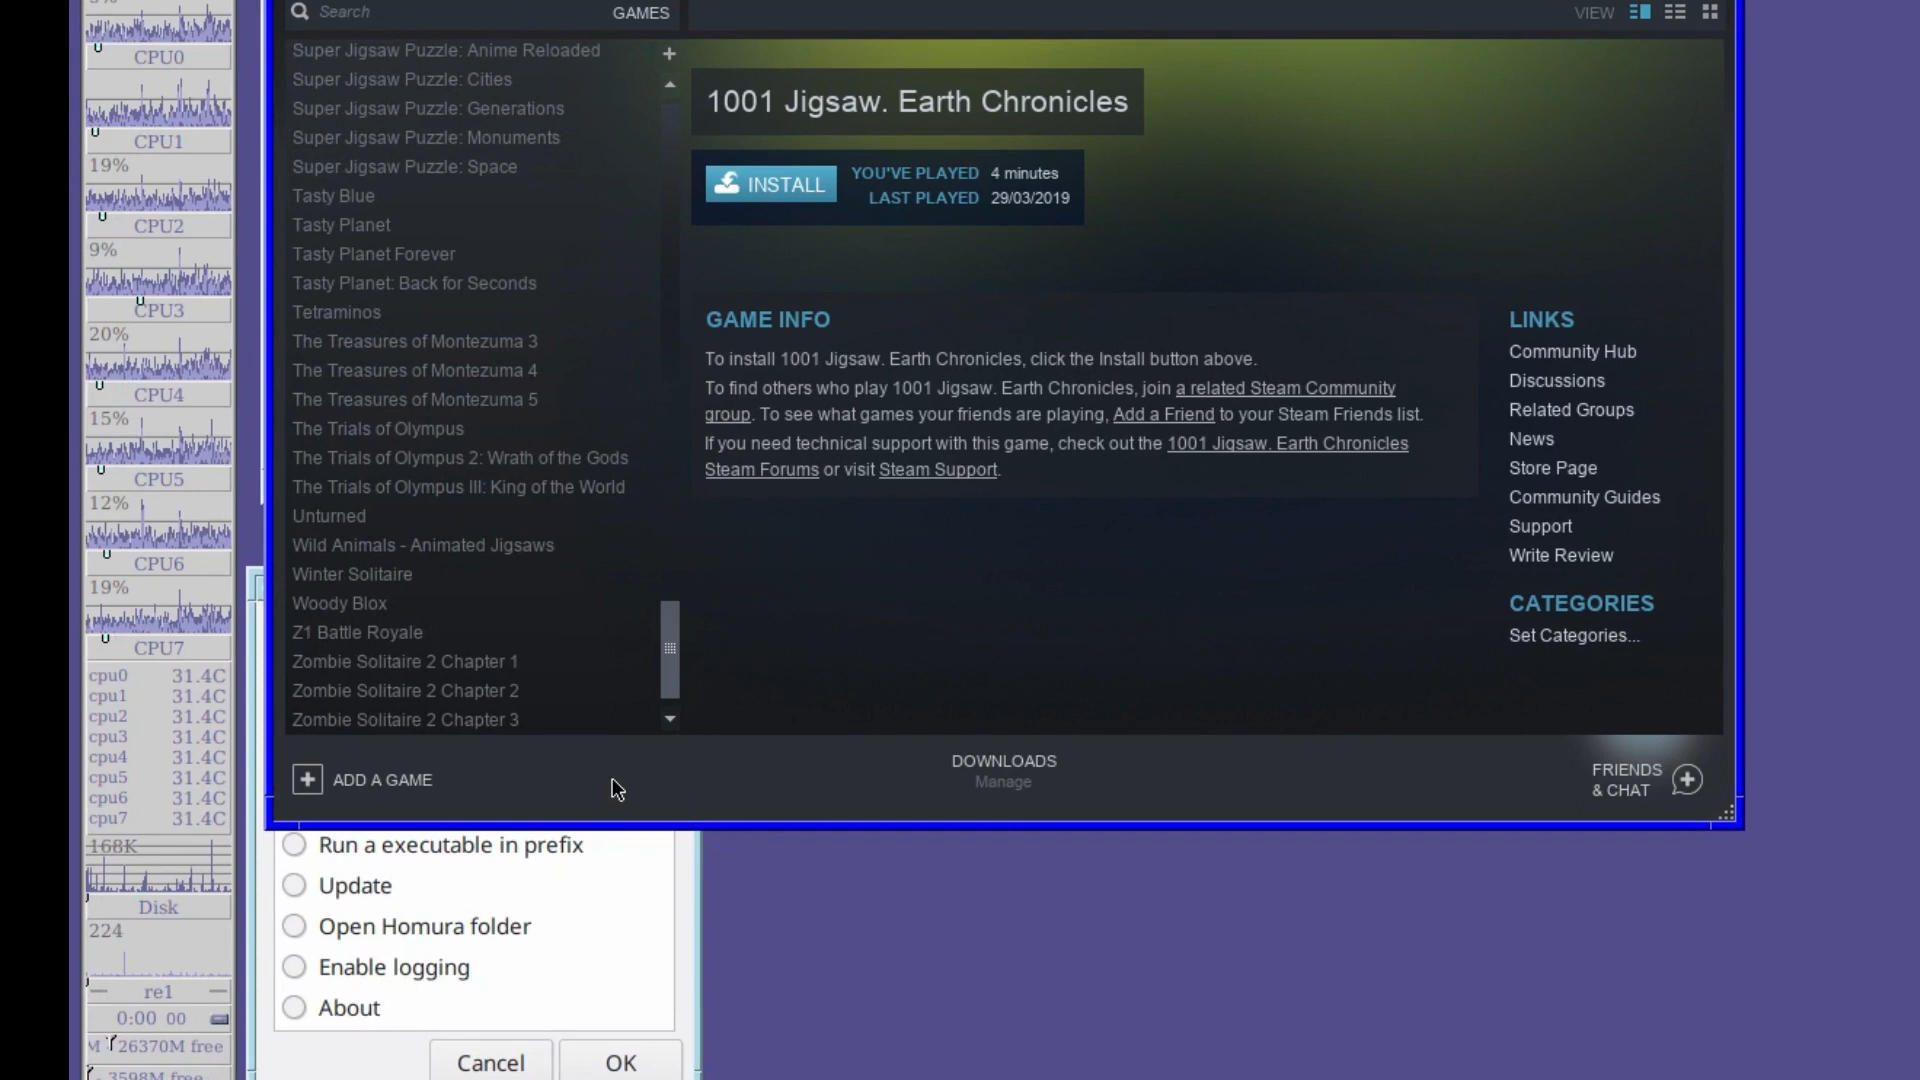 CPU0
CPU1
19%
CPU2
9%
CPU3
20%
CPU4
15%
CPU5
12%
CPU6
19%
CPU7
cpu0 31.4C
cpu1 31.4C
cpu2 31.4C
cpu3 31.4C
cpu4 31.4C
cpu5 31.4C
cpu6 31.4C
cpu7 31.4C
168K
Disk
224
re1
0:00 00
26370M free
3598M free
Search
GAMES
VIEW
Super Jigsaw Puzzle: Anime Reloaded
Super Jigsaw Puzzle: Cities
Super Jigsaw Puzzle: Generations
Super Jigsaw Puzzle: Monuments
Super Jigsaw Puzzle: Space
Tasty Blue
Tasty Planet
Tasty Planet Forever
Tasty Planet: Back for Seconds
Tetraminos
The Treasures of Montezuma 3
The Treasures of Montezuma 4
The Treasures of Montezuma 5
The Trials of Olympus
The Trials of Olympus 2: Wrath of the Gods
The Trials of Olympus III: King of the World
Unturned
Wild Animals - Animated Jigsaws
Winter Solitaire
Woody Blox
Z1 Battle Royale
Zombie Solitaire 2 Chapter 1
Zombie Solitaire 2 Chapter 2
Zombie Solitaire 2 Chapter 3
1001 Jigsaw. Earth Chronicles
INSTALL
YOU'VE PLAYED 4 minutes
LAST PLAYED 29/03/2019
GAME INFO
To install 1001 Jigsaw. Earth Chronicles, click the Install button above.
To find others who play 1001 Jigsaw. Earth Chronicles, join a related Steam Community
group. To see what games your friends are playing, Add a Friend to your Steam Friends list.
If you need technical support with this game, check out the 1001 Jigsaw. Earth Chronicles
Steam Forums or visit Steam Support.
LINKS
Community Hub
Discussions
Related Groups
News
Store Page
Community Guides
Support
Write Review
CATEGORIES
Set Categories...
ADD A GAME
DOWNLOADS
Manage
FRIENDS
& CHAT
Run a executable in prefix
Update
Open Homura folder
Enable logging
About
Cancel
OK